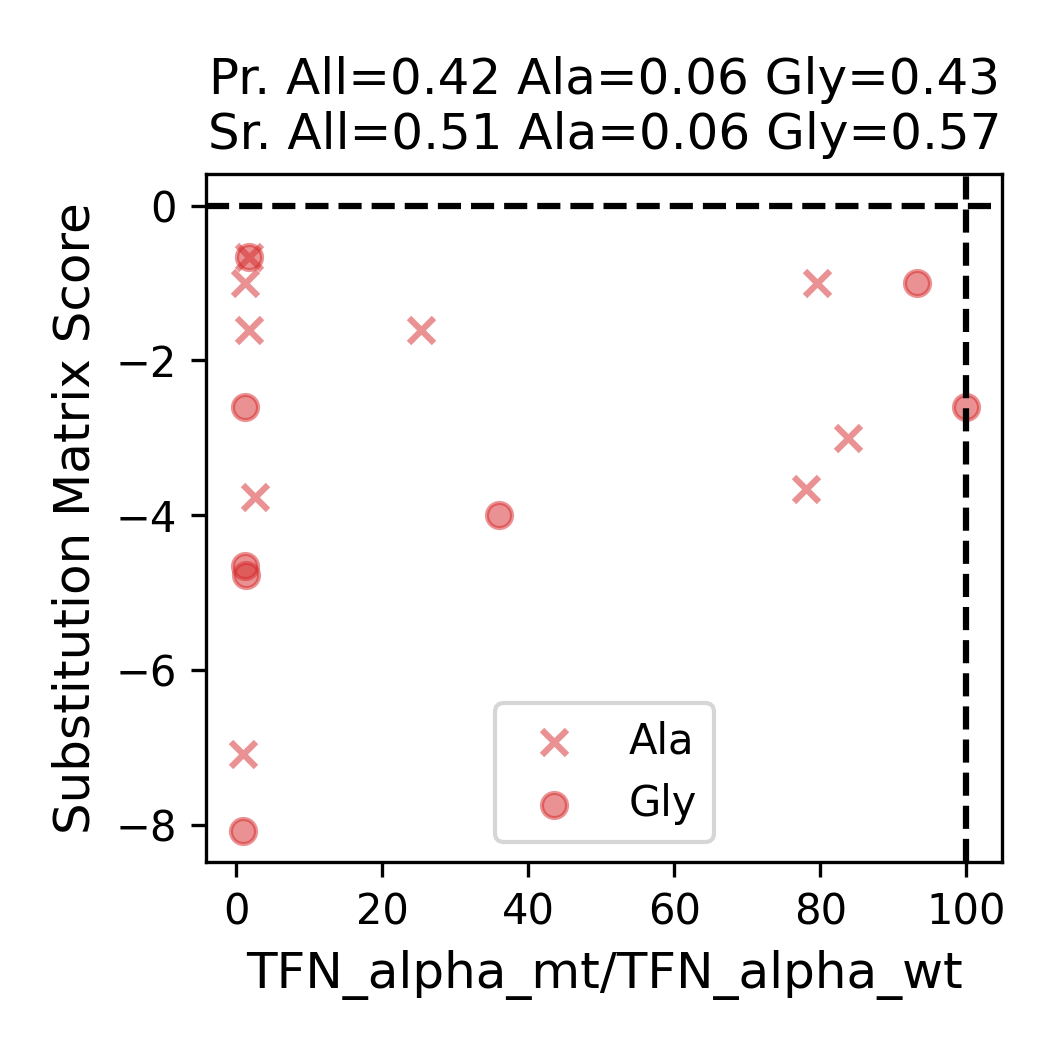 Pr. All=0.42 Ala=0.06 Gly=0.43
Sr. All=0.51 Ala=0.06 Gly=0.57
Substitution Matrix Score
0
−2
−4
−6
−8
Ala
Gly
0 20 40 60 80 100
TFN_alpha_mt/TFN_alpha_wt